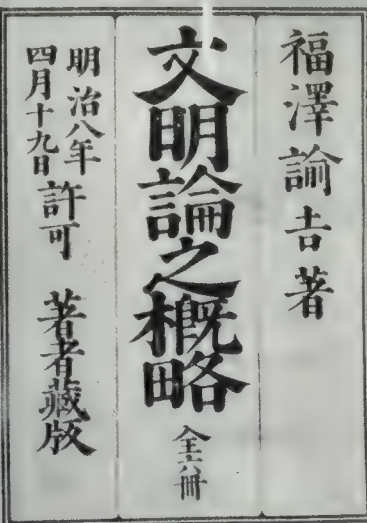 福澤諭吉著
文明論之概略 全六冊
明治八年
四月十九日許可 著者藏版